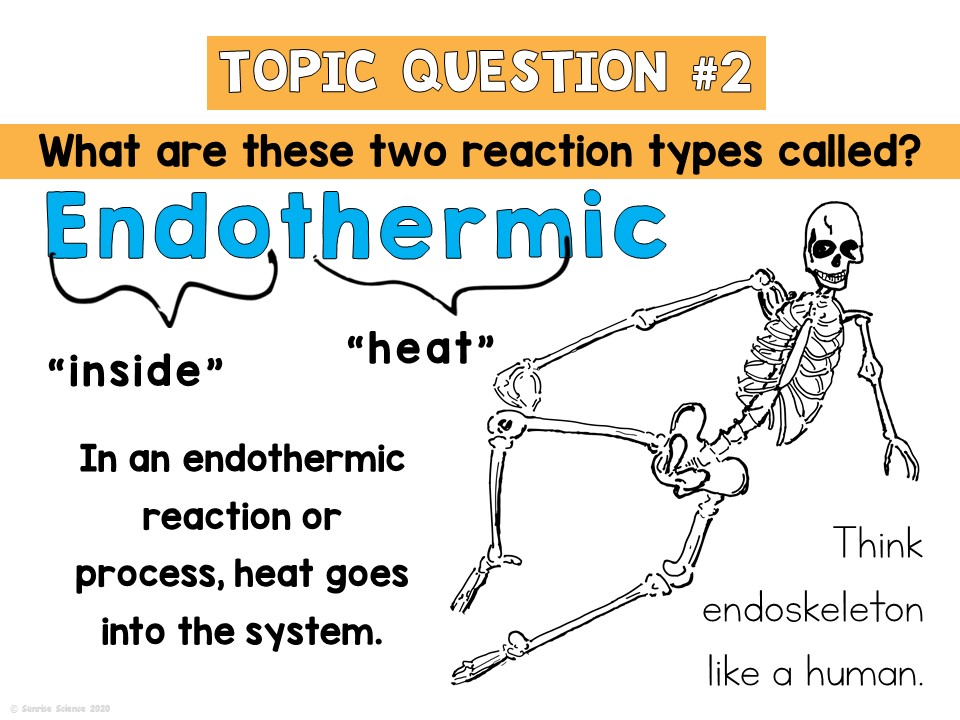 TOPIC QUESTION #2
What are these two reaction types called?
Endothermic
"heat"
"inside"
In an endothermic
reaction or
process, heat goes
into the system.
Think
endoskeleton
like a human.
© Sunrise Science 2020